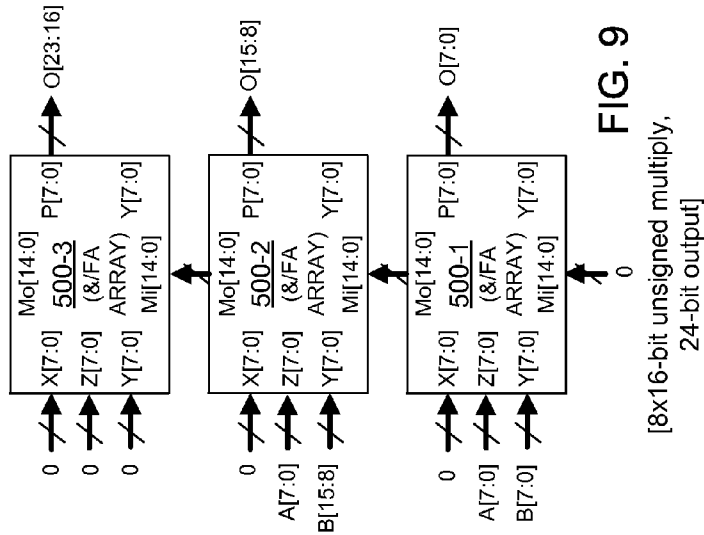 0
0
0
X[7:0]
Z[7:0]
Y[7:0]
Mo[14:0]
500-3
(&/FA
ARRAY)
Mi[14:0]
P[7:0]
Y[7:0]
O[23:16]
0
A[7:0]
B[15:8]
X[7:0]
Z[7:0]
Y[7:0]
Mo[14:0]
500-2
(&/FA
ARRAY)
Mi[14:0]
P[7:0]
Y[7:0]
O[15:8]
0
A[7:0]
B[7:0]
X[7:0]
Z[7:0]
Y[7:0]
Mo[14:0]
500-1
(&/FA
ARRAY)
Mi[14:0]
P[7:0]
Y[7:0]
O[7:0]
0
FIG. 9
[8x16-bit unsigned multiply,
24-bit output]